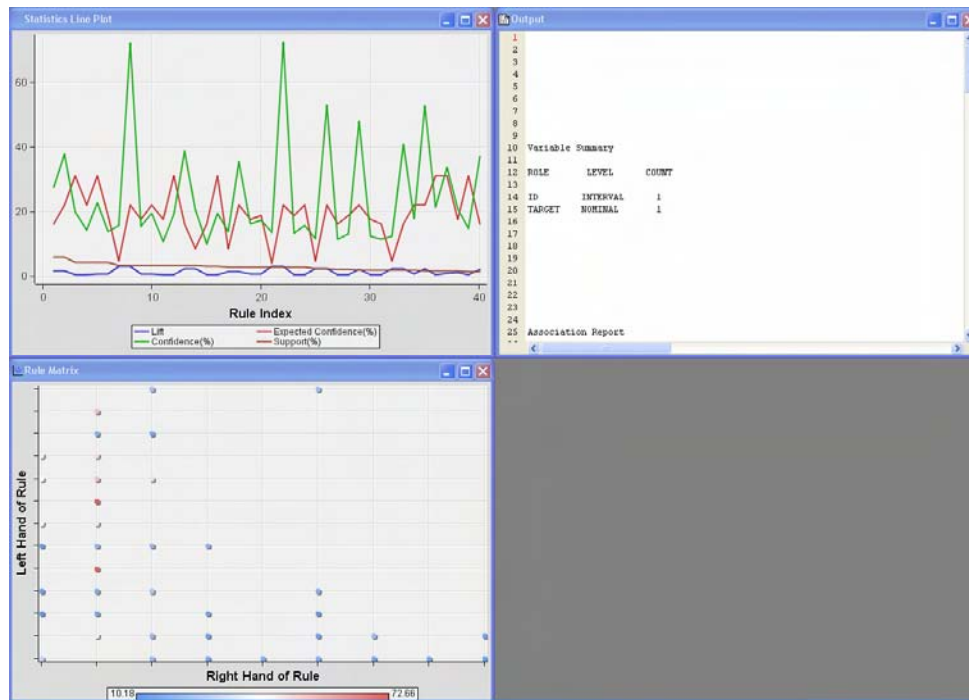 Statistics Line Plot
60
40
20
0
0
10
20
30
40
Rule Index
Lift
Expected Confidence(%)
Confidence(%)
Support(%)
Output
1
2
3
4
5
6
7
8
9
10 Variable Summary
11
12 ROLE LEVEL COUNT
13
14 ID INTERVAL 1
15 TARGET NOMINAL 1
16
17
18
19
20
21
22
23
24
25 Association Report
Rule Matrix
Left Hand of Rule
Right Hand of Rule
10.18
72.66